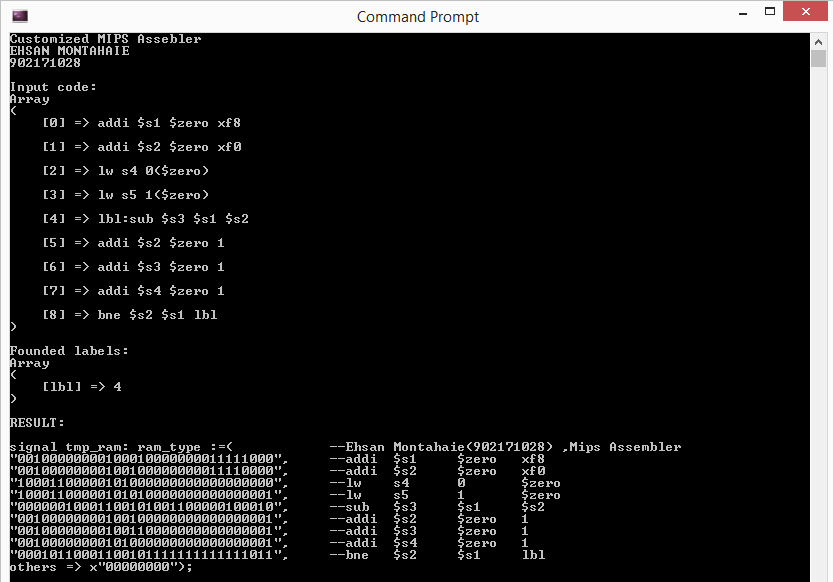 Command Prompt
Customized MIPS Assebler
EHSAN MONTAHAIE
902171028
Input code:
Array
(
[0] => addi $s1 $zero xf8
[1] => addi $s2 $zero xf0
[2] => lw s4 0($zero)
[3] => lw s5 1($zero)
[4] => lbl:sub $s3 $s1 $s2
[5] => addi $s2 $zero 1
[6] => addi $s3 $zero 1
[7] => addi $s4 $zero 1
[8] => bne $s2 $s1 lbl
)
Founded labels:
Array
(
[lbl] => 4
)
RESULT:
signal tmp_ram: ram_type :=( --Ehsan Montahaie(902171028) ,Mips Assembler
"00100000000100010000000011111000", --addi $s1 $zero xf8
"00100000000100100000000011110000", --addi $s2 $zero xf0
"10001100000101000000000000000000", --lw s4 0 $zero
"10001100000101010000000000000001", --lw s5 1 $zero
"00000010001100101001100000100010", --sub $s3 $s1 $s2
"00100000000100100000000000000001", --addi $s2 $zero 1
"00100000000100110000000000000001", --addi $s3 $zero 1
"00100000000101000000000000000001", --addi $s4 $zero 1
"00010110001100101111111111111011", --bne $s2 $s1 lbl
others => x"00000000");